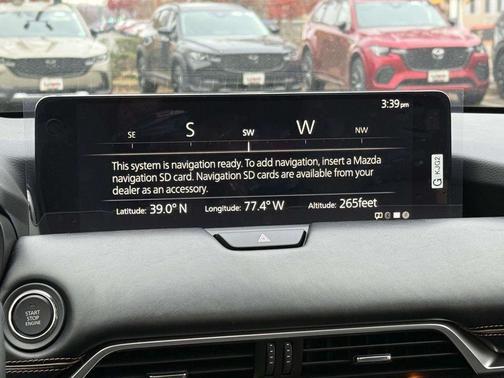 3:39pm
SE S SW W NW
This system is navigation ready. To add navigation, insert a Mazda
navigation SD card. Navigation SD cards are available from your
dealer as an accessory.
Latitude: 39.0° N Longitude: 77.4° W Altitude: 265feet
G KJG2
START
STOP
ENGINE